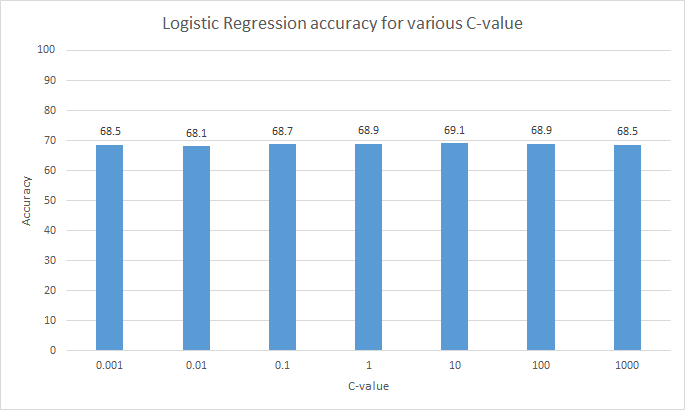 Logistic Regression accuracy for various C-value
100
90
80
70
60
50
40
30
20
10
0
Accuracy
68.5 68.1 68.7 68.9 69.1 68.9 68.5
0.001 0.01 0.1 1 10 100 1000
C-value